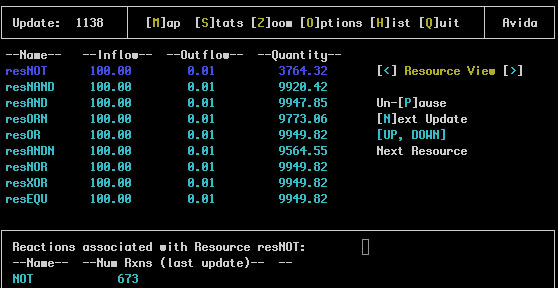 Update: 1138 [M]ap [S]tats [Z]oom [O]ptions [H]ist [Q]uit Avida
--Name-- --Inflow-- --Outflow-- --Quantity--
resNOT 100.00 0.01 3764.32 [<] Resource View [>]
resNAND 100.00 0.01 9920.42
resAND 100.00 0.01 9947.85 Un-[P]ause
resORN 100.00 0.01 9773.06 [N]ext Update
resOR 100.00 0.01 9949.82 [UP, DOWN]
resANDN 100.00 0.01 9564.55 Next Resource
resNOR 100.00 0.01 9949.82
resXOR 100.00 0.01 9949.82
resEQU 100.00 0.01 9949.82
Reactions associated with Resource resNOT:
--Name-- --Num Rxns (last update)-- --
NOT 673